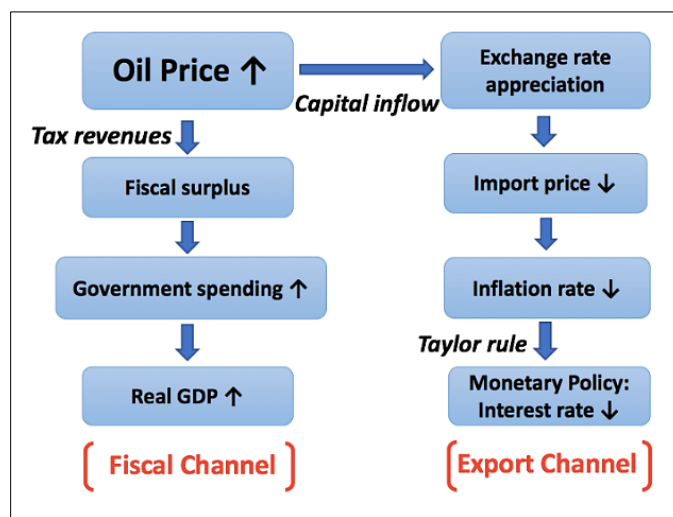 Oil Price ↑
Capital inflow
Exchange rate
appreciation
Tax revenues
Fiscal surplus
Import price ↓
Government spending ↑
Inflation rate ↓
Taylor rule
Real GDP ↑
Monetary Policy:
Interest rate ↓
[ Fiscal Channel ]
[ Export Channel ]